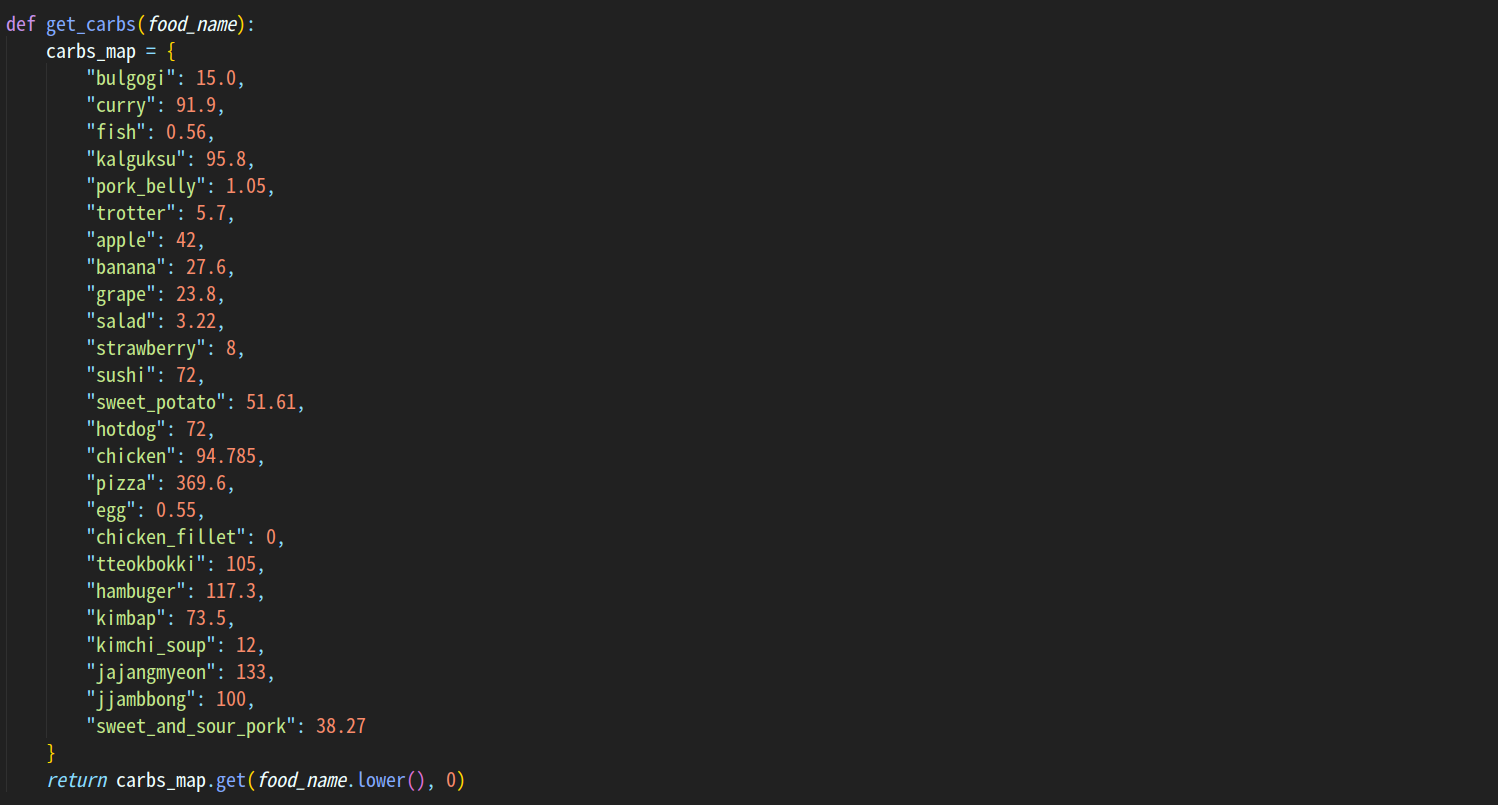 def get_carbs(food_name):
    carbs_map = {
        "bulgogi": 15.0,
        "curry": 91.9,
        "fish": 0.56,
        "kalguksu": 95.8,
        "pork_belly": 1.05,
        "trotter": 5.7,
        "apple": 42,
        "banana": 27.6,
        "grape": 23.8,
        "salad": 3.22,
        "strawberry": 8,
        "sushi": 72,
        "sweet_potato": 51.61,
        "hotdog": 72,
        "chicken": 94.785,
        "pizza": 369.6,
        "egg": 0.55,
        "chicken_fillet": 0,
        "tteokbokki": 105,
        "hambuger": 117.3,
        "kimbap": 73.5,
        "kimchi_soup": 12,
        "jajangmyeon": 133,
        "jjambbong": 100,
        "sweet_and_sour_pork": 38.27
    }
    return carbs_map.get(food_name.lower(), 0)